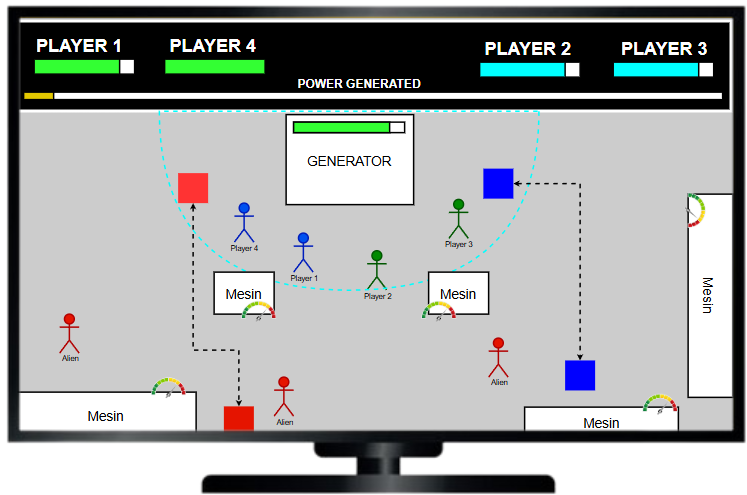 PLAYER 1
PLAYER 4
PLAYER 2
PLAYER 3
POWER GENERATED
GENERATOR
Player 4
Player 1
Player 3
Player 2
Mesin
Mesin
Mesin
Alien
Alien
Alien
Mesin
Mesin